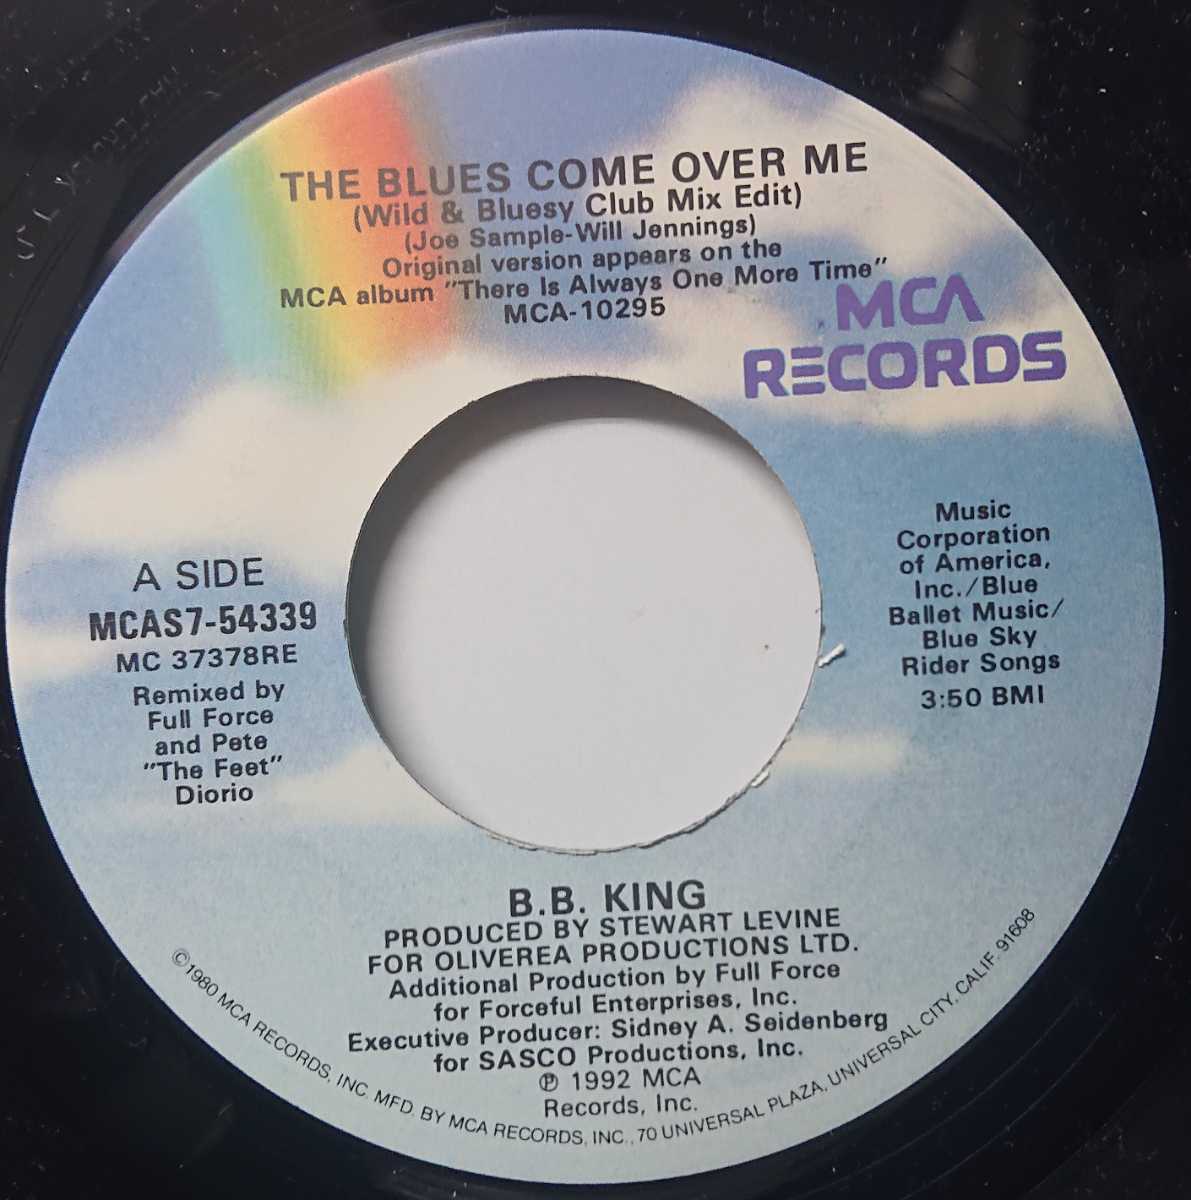 THE BLUES COME OVER ME
(Wild & Bluesy Club Mix Edit)
(Joe Sample-Will Jennings)
Original version appears on the
MCA album "There Is Always One More Time"
MCA-10295
MCA
RECORDS
A SIDE
MCAS7-54339
MC 37378RE
Remixed by
Full Force
and Pete
"The Feet"
Diorio
Music
Corporation
of America,
Inc./Blue
Ballet Music/
Blue Sky
Rider Songs
3:50 BMI
B.B. KING
PRODUCED BY STEWART LEVINE
FOR OLIVEREA PRODUCTIONS LTD.
Additional Production by Full Force
for Forceful Enterprises, Inc.
Executive Producer: Sidney A. Seidenberg
for SASCO Productions, Inc.
℗ 1992 MCA
Records, Inc.
©1980 MCA RECORDS, INC. MFD. BY MCA RECORDS, INC., 70 UNIVERSAL PLAZA, UNIVERSAL CITY, CALIF. 91608